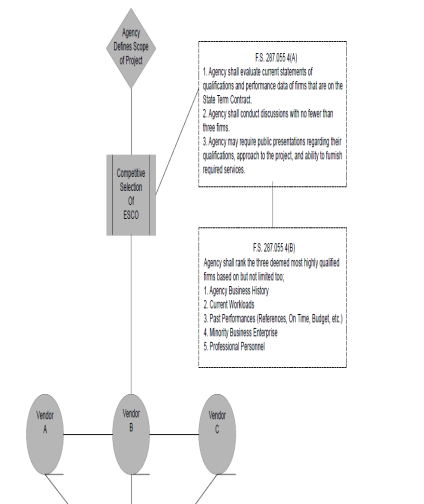 Agency
Defines Scope
of Project
F.S. 287.055 4(A)
1. Agency shall evaluate current statements of
qualifications and performance data of firms that are on the
State Term Contract.
2. Agency shall conduct discussions with no fewer than
three firms.
3. Agency may require public presentations regarding their
qualifications, approach to the project, and ability to furnish
required services.
Competitive
Selection
Of
ESCO
F.S. 287.055 4(B)
Agency shall rank the three deemed most highly qualified
firms based on but not limited too;
1. Agency Business History
2. Current Workloads
3. Past Performances (References, On Time, Budget, etc.)
4. Minority Business Enterprise
5. Professional Personnel
Vendor
A
Vendor
B
Vendor
C